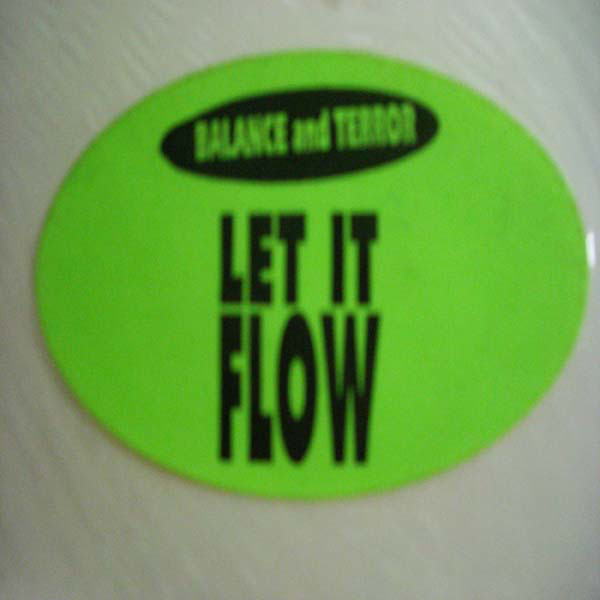 BALANCE and TERROR
LET IT
FLOW